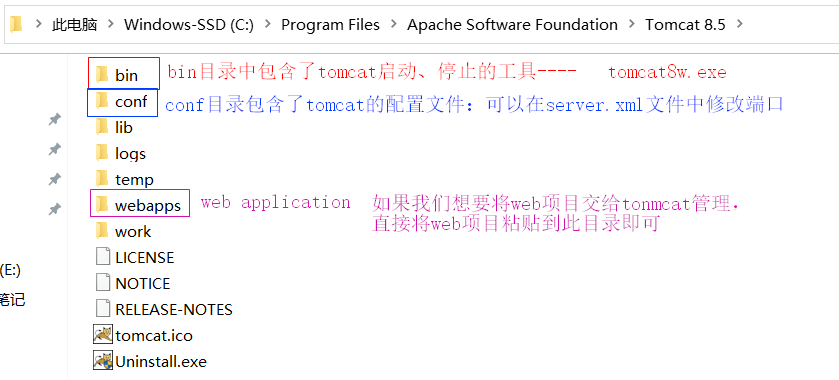 此电脑 > Windows-SSD (C:) > Program Files > Apache Software Foundation > Tomcat 8.5 >
bin bin目录中包含了tomcat启动、停止的工具---- tomcat8w.exe
conf conf目录包含了tomcat的配置文件: 可以在server.xml文件中修改端口
lib
logs
temp
webapps web application 如果我们想要将web项目交给tonmcat管理.
直接将web项目粘贴到此目录即可
work
LICENSE
(E:)
NOTICE
笔记
RELEASE-NOTES
tomcat.ico
Uninstall.exe